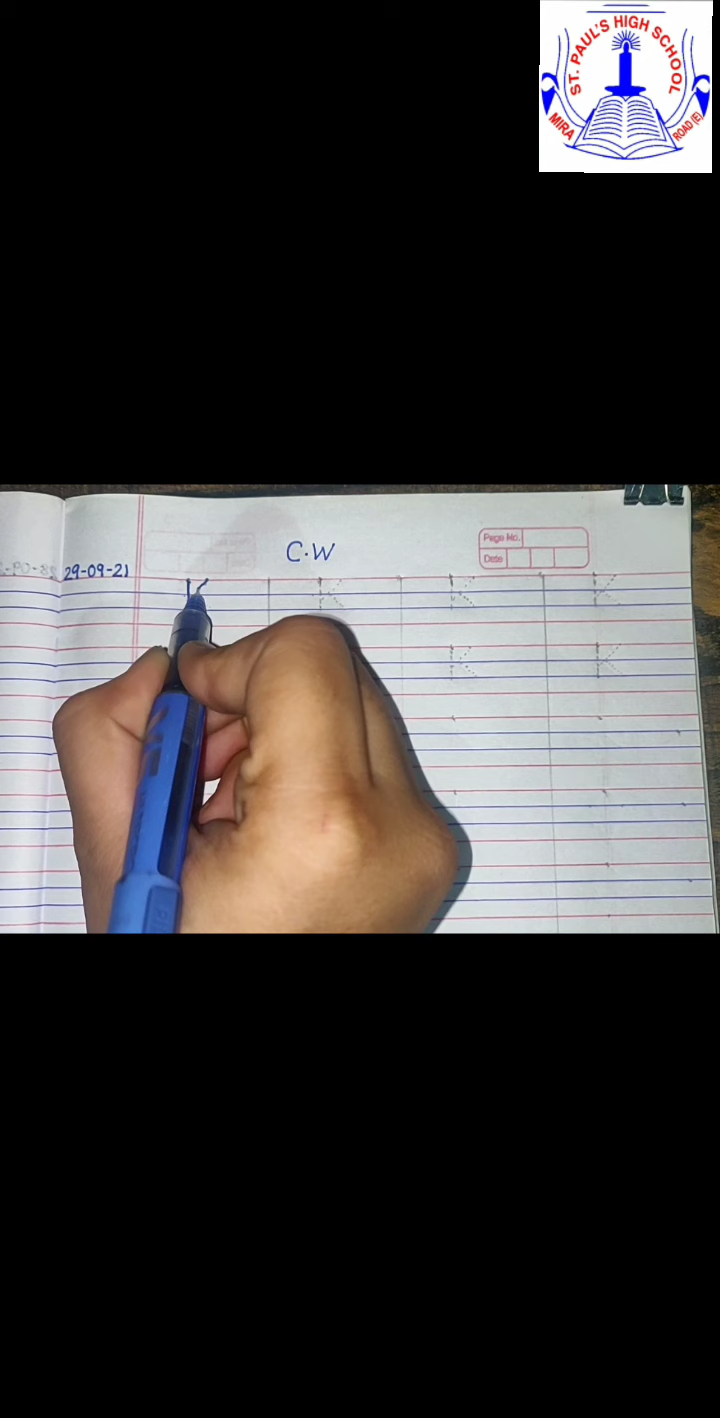 ST. PAUL'S HIGH SCHOOL
MIRA ROAD (E)
C.W
Page No.
Date
29-09-21
K K K
K K